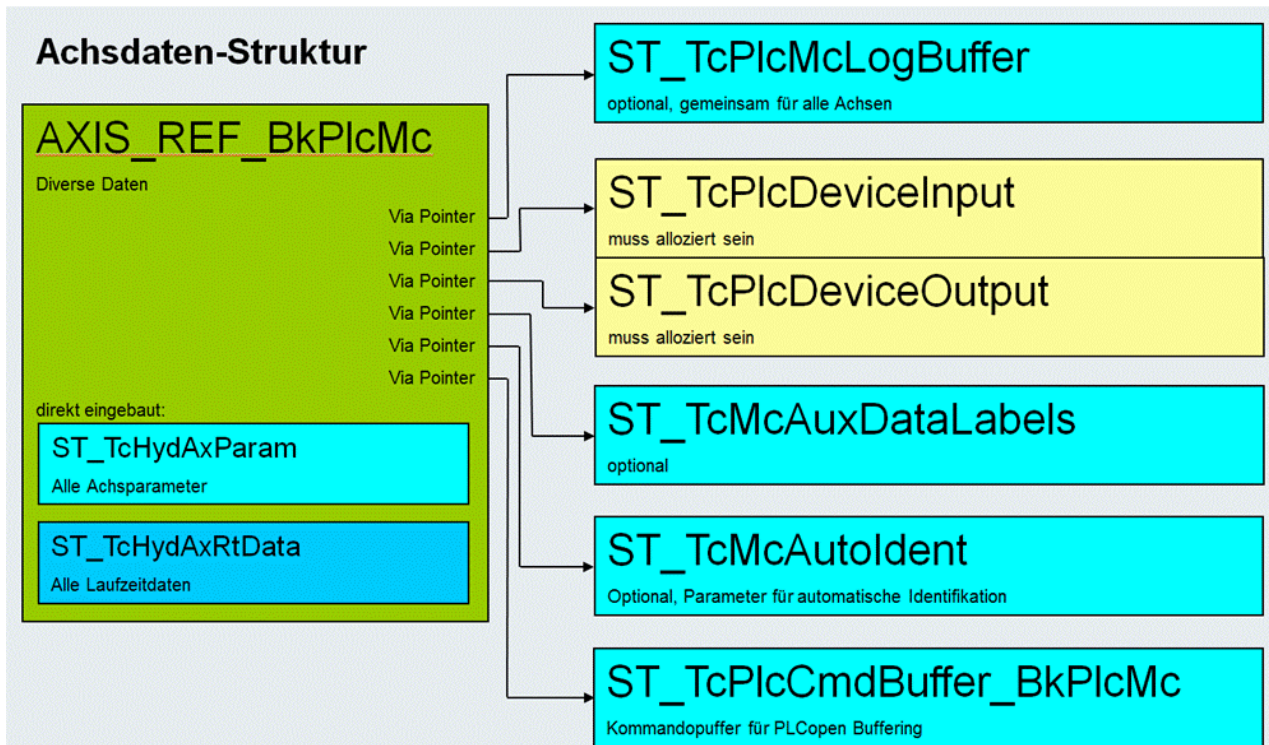 Achsdaten-Struktur
AXIS_REF_BkPlcMc
Diverse Daten
Via Pointer
Via Pointer
Via Pointer
Via Pointer
Via Pointer
Via Pointer
direkt eingebaut:
ST_TcHydAxParam
Alle Achsparameter
ST_TcHydAxRtData
Alle Laufzeitdaten
ST_TcPlcMcLogBuffer
optional, gemeinsam für alle Achsen
ST_TcPlcDeviceInput
muss alloziert sein
ST_TcPlcDeviceOutput
muss alloziert sein
ST_TcMcAuxDataLabels
optional
ST_TcMcAutoIdent
Optional, Parameter für automatische Identifikation
ST_TcPlcCmdBuffer_BkPlcMc
Kommandopuffer für PLCopen Buffering